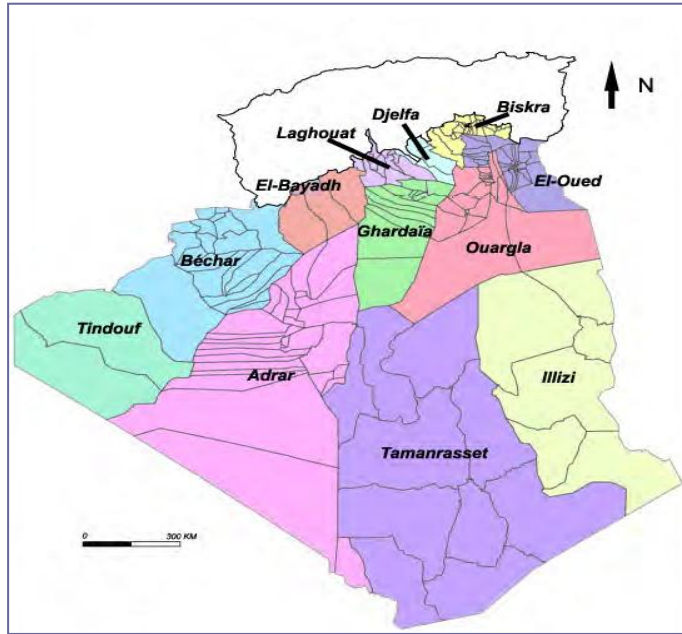 N
Biskra
Djelfa
Laghouat
El-Bayadh
El-Oued
Ghardaïa
Ouargla
Béchar
Tindouf
Adrar
Illizi
Tamanrasset
0 300 KM